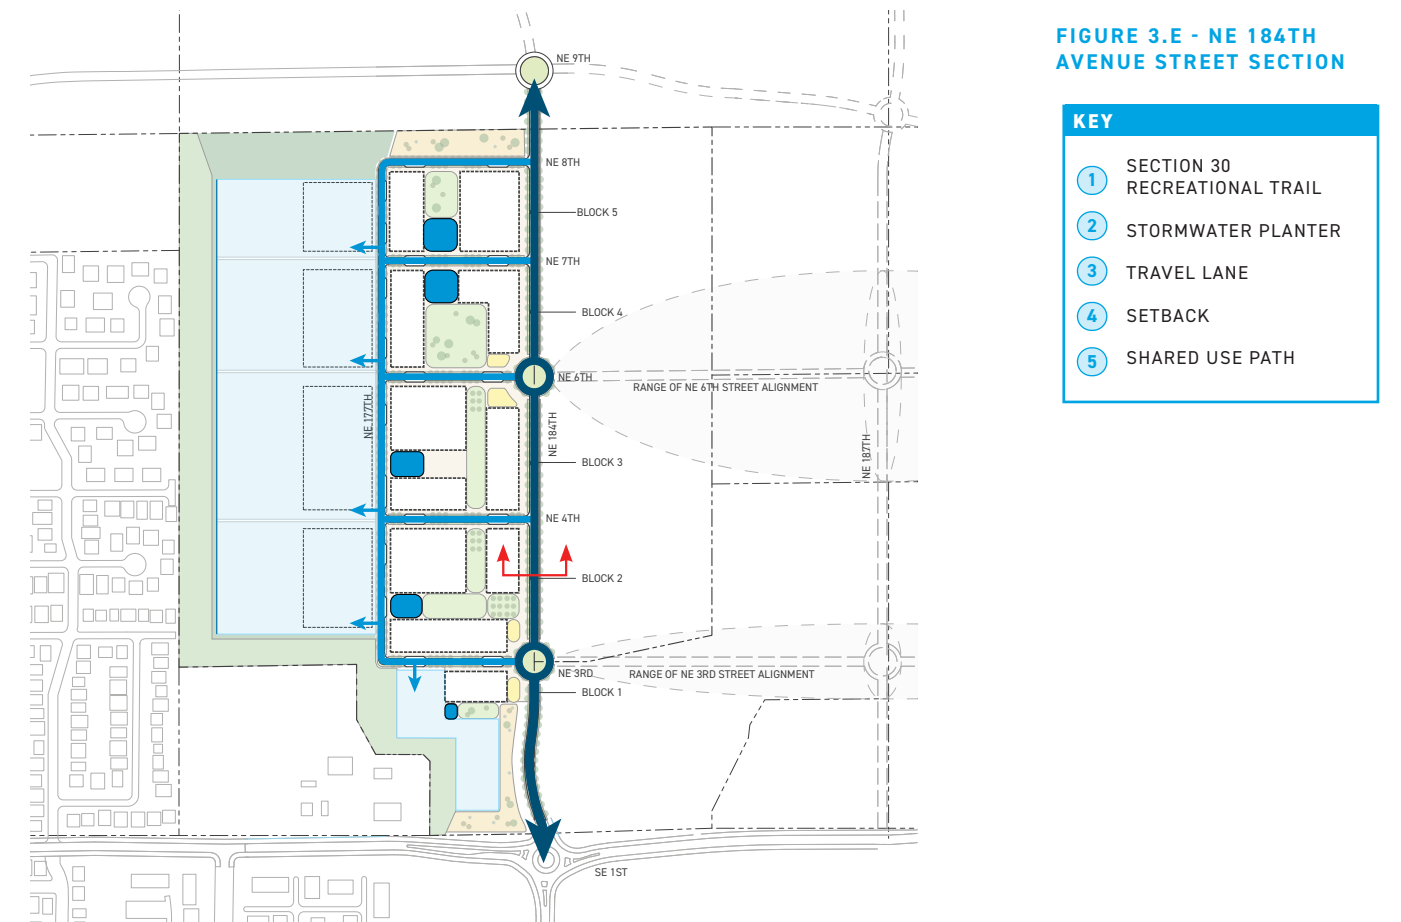 FIGURE 3.E - NE 184TH
AVENUE STREET SECTION
KEY
1 SECTION 30
RECREATIONAL TRAIL
2 STORMWATER PLANTER
3 TRAVEL LANE
4 SETBACK
5 SHARED USE PATH
NE 9TH
NE 8TH
BLOCK 5
NE 7TH
BLOCK 4
NE 6TH
RANGE OF NE 6TH STREET ALIGNMENT
NE 177TH
NE 184TH
NE 187TH
BLOCK 3
NE 4TH
BLOCK 2
NE 3RD
RANGE OF NE 3RD STREET ALIGNMENT
BLOCK 1
SE 1ST